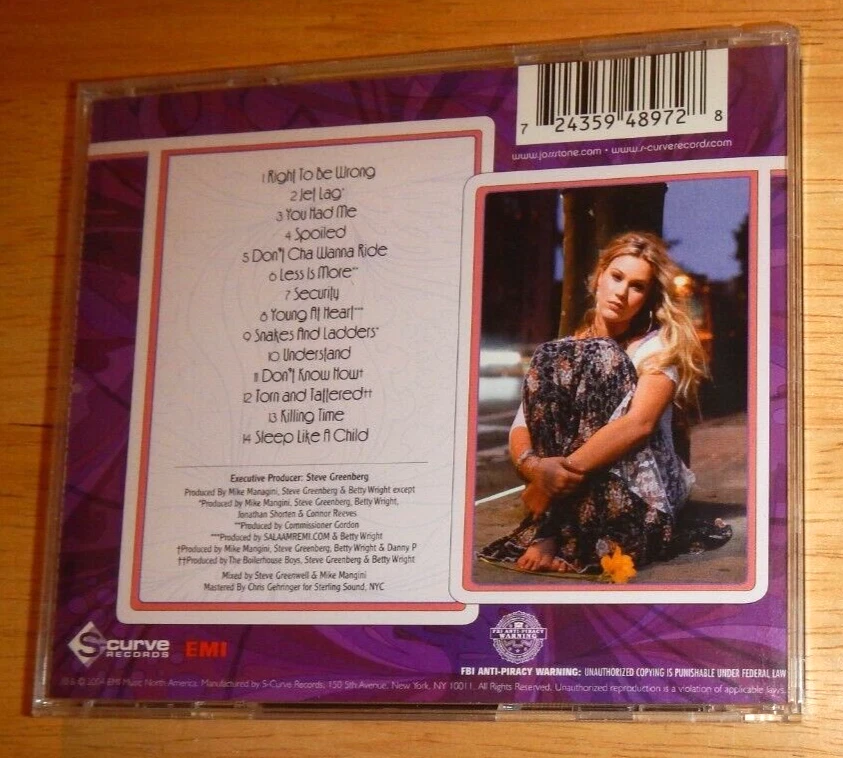 7 24359 48972 8
www.jossstone.com • www.s-curverecords.com
1 Right To Be Wrong
2 Jet Lag*
3 You Had Me
4 Spoiled
5 Don't Cha Wanna Ride
6 Less Is More**
7 Security
8 Young At Heart***
9 Snakes And Ladders*
10 Understand
11 Don't Know How†
12 Torn and Tattered††
13 Killing Time
14 Sleep Like A Child
Executive Producer: Steve Greenberg
Produced By Mike Managini, Steve Greenberg & Betty Wright except
*Produced by Mike Mangini, Steve Greenberg, Betty Wright,
Jonathan Shorten & Connor Reeves
**Produced by Commissioner Gordon
***Produced by SALAAMREMI.COM & Betty Wright
†Produced by Mike Mangini, Steve Greenberg, Betty Wright & Danny P
††Produced by The Boilerhouse Boys, Steve Greenberg & Betty Wright
Mixed by Steve Greenwell & Mike Mangini
Mastered By Chris Gehringer for Sterling Sound, NYC
S-curve
RECORDS
EMI
FBI ANTI-PIRACY
WARNING
FBI ANTI-PIRACY WARNING: UNAUTHORIZED COPYING IS PUNISHABLE UNDER FEDERAL LAW
℗ & © 2004 EMI Music North America. Manufactured by S-Curve Records, 150 5th Avenue, New York, NY 10011. All Rights Reserved. Unauthorized reproduction is a violation of applicable laws.